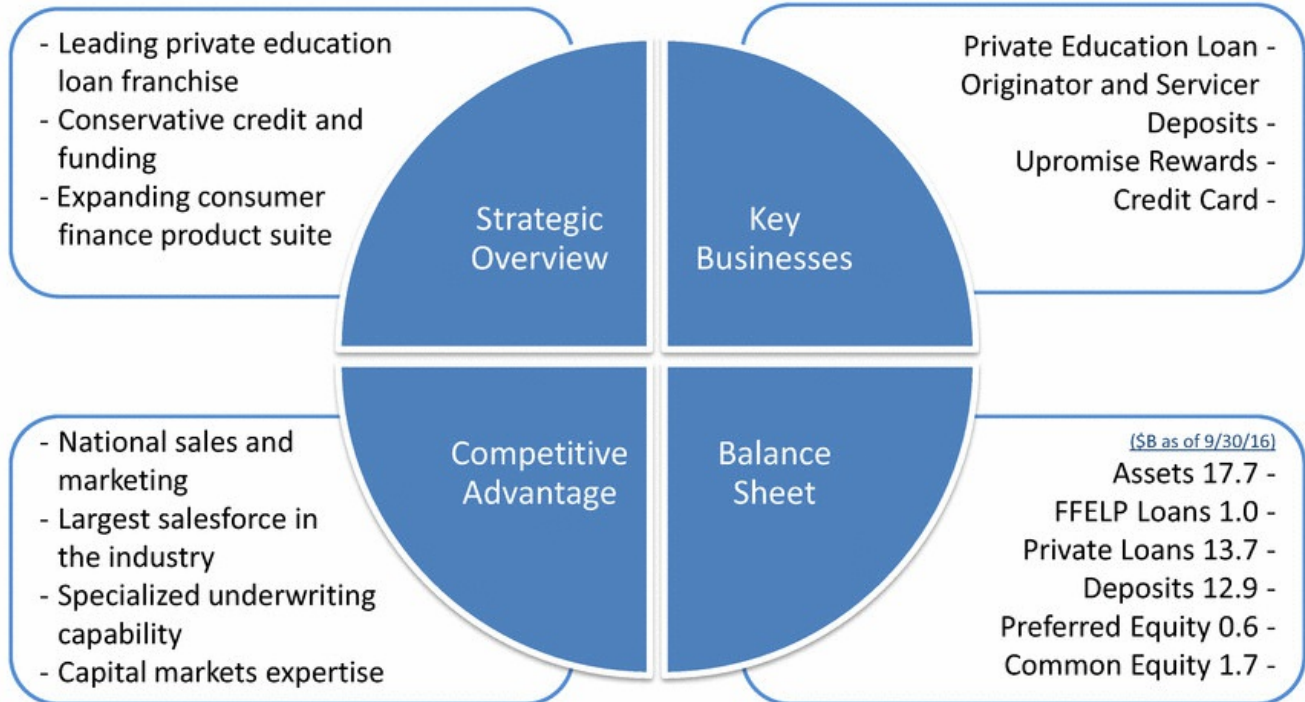 - Leading private education
loan franchise
- Conservative credit and
funding
- Expanding consumer
finance product suite
Strategic
Overview
Key
Businesses
Private Education Loan -
Originator and Servicer
Deposits -
Upromise Rewards -
Credit Card -
- National sales and
marketing
- Largest salesforce in
the industry
- Specialized underwriting
capability
- Capital markets expertise
Competitive
Advantage
Balance
Sheet
($B as of 9/30/16)
Assets 17.7 -
FFELP Loans 1.0 -
Private Loans 13.7 -
Deposits 12.9 -
Preferred Equity 0.6 -
Common Equity 1.7 -